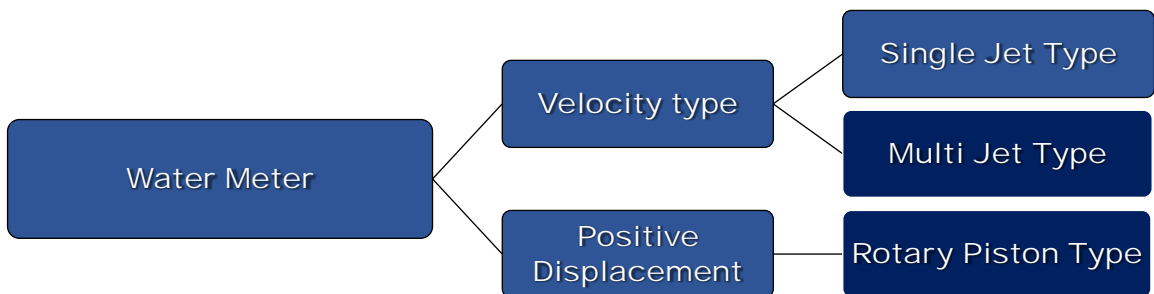 Water Meter
Velocity type
Positive
Displacement
Single Jet Type
Multi Jet Type
Rotary Piston Type